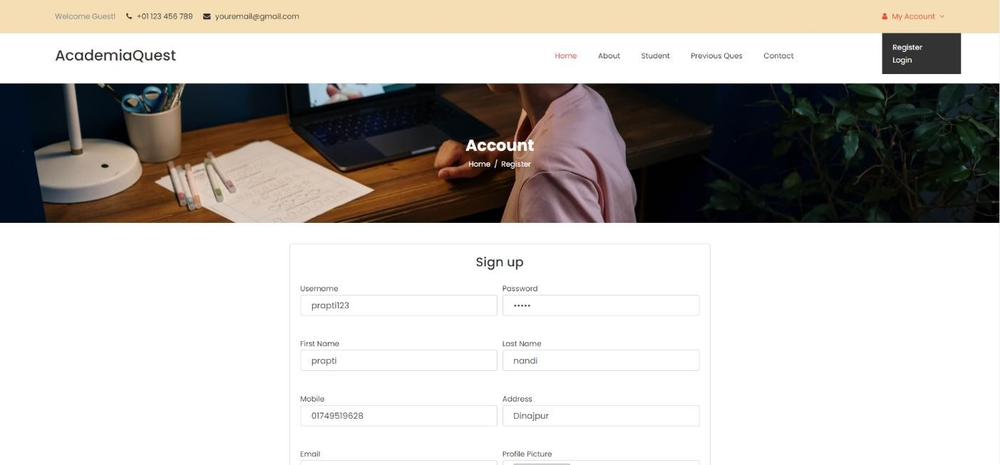 Welcome Guest! +01 123 456 789 youremail@gmail.com My Account
AcademiaQuest Home About Student Previous Ques Contact
Register
Login
Account
Home / Register
Sign up
Username Password
prapti123 •••••
First Name Last Name
prapti nandi
Mobile Address
01749519628 Dinajpur
Email Profile Picture